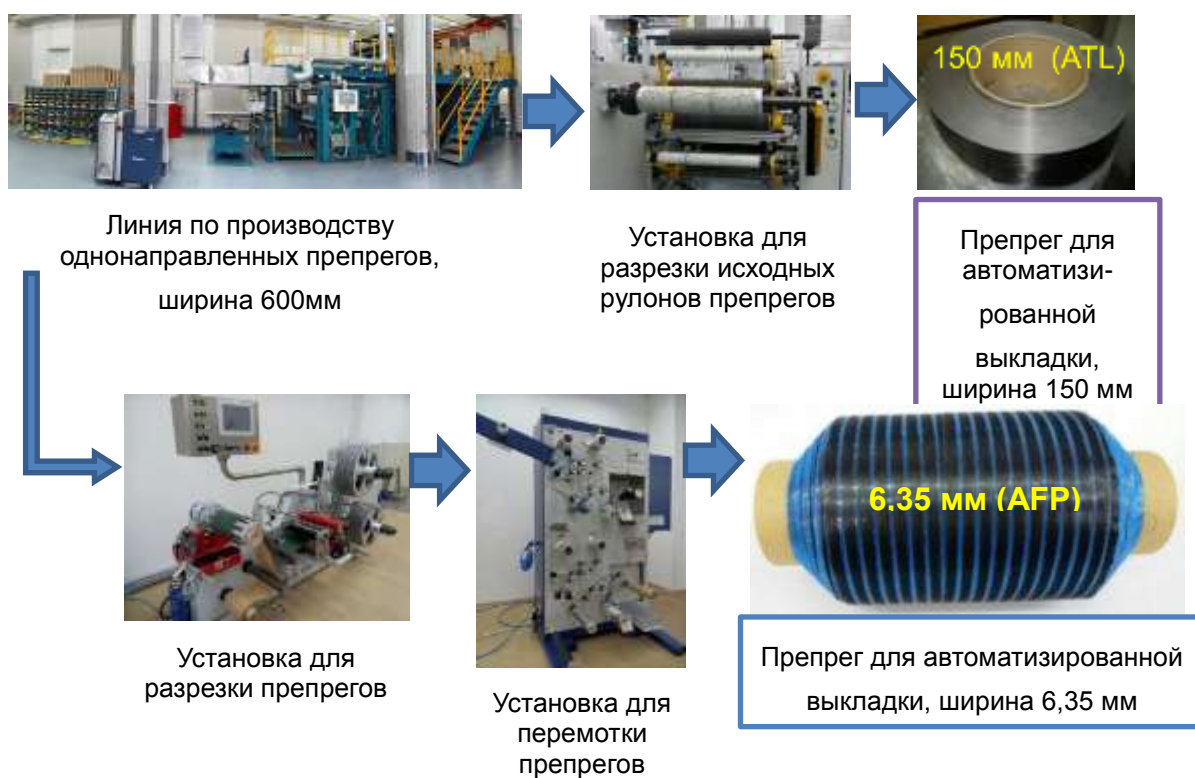 150 мм (ATL)
Линия по производству
однонаправленных препрегов,
ширина 600мм
Установка для
разрезки исходных
рулонов препрегов
Препрег для
автоматизи-
рованной
выкладки,
ширина 150 мм
6,35 мм (AFP)
Установка для
разрезки препрегов
Установка для
перемотки
препрегов
Препрег для автоматизированной
выкладки, ширина 6,35 мм